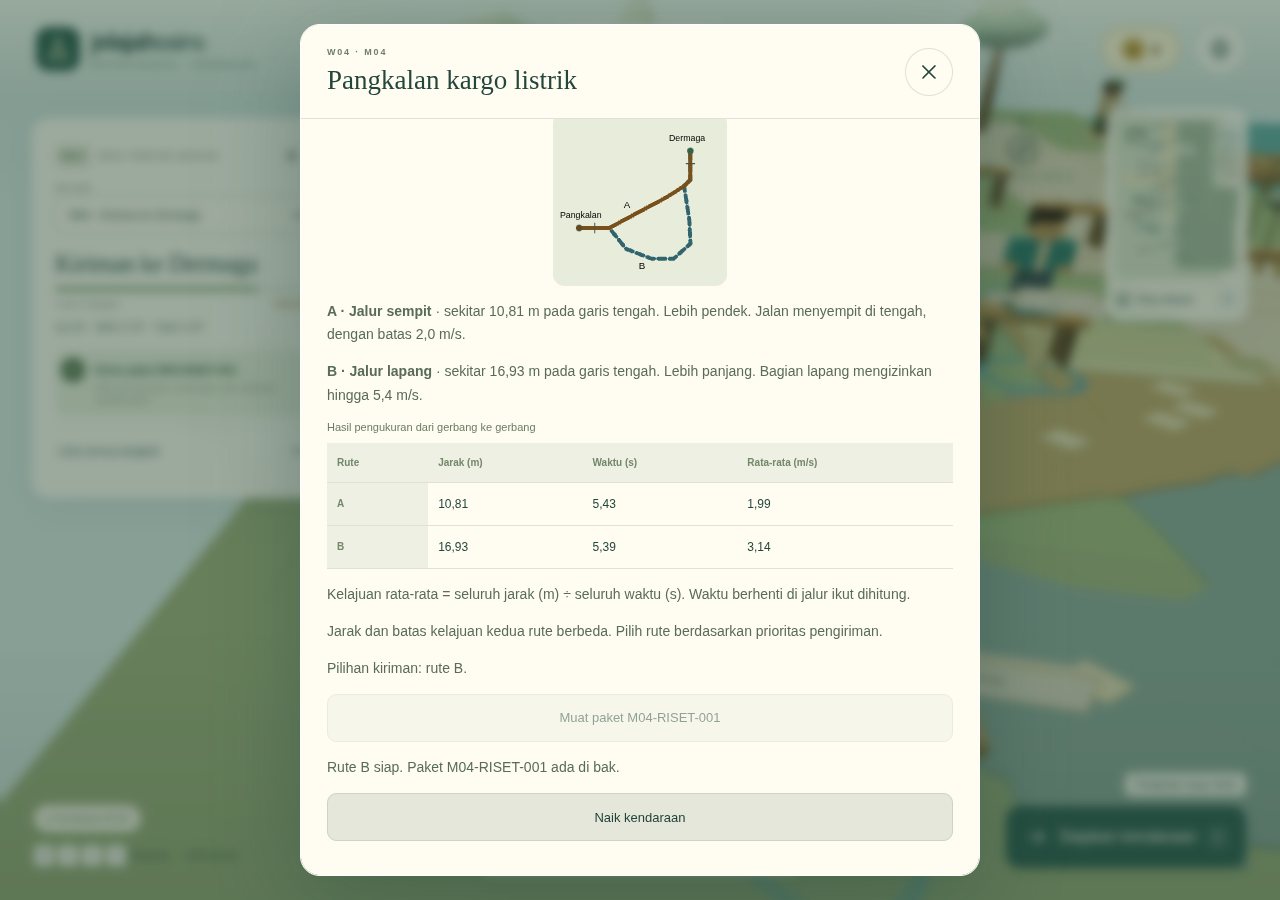 W04 · M04
Pangkalan kargo listrik
Dermaga
A
Pangkalan
B
A · Jalur sempit · sekitar 10,81 m pada garis tengah. Lebih pendek. Jalan menyempit di tengah,
dengan batas 2,0 m/s.
B · Jalur lapang · sekitar 16,93 m pada garis tengah. Lebih panjang. Bagian lapang mengizinkan
hingga 5,4 m/s.
Hasil pengukuran dari gerbang ke gerbang
Rute Jarak (m) Waktu (s) Rata-rata (m/s)
A 10,81 5,43 1,99
B 16,93 5,39 3,14
Kelajuan rata-rata = seluruh jarak (m) ÷ seluruh waktu (s). Waktu berhenti di jalur ikut dihitung.
Jarak dan batas kelajuan kedua rute berbeda. Pilih rute berdasarkan prioritas pengiriman.
Pilihan kiriman: rute B.
Muat paket M04-RISET-001
Rute B siap. Paket M04-RISET-001 ada di bak.
Naik kendaraan
Kiriman ke Dermaga